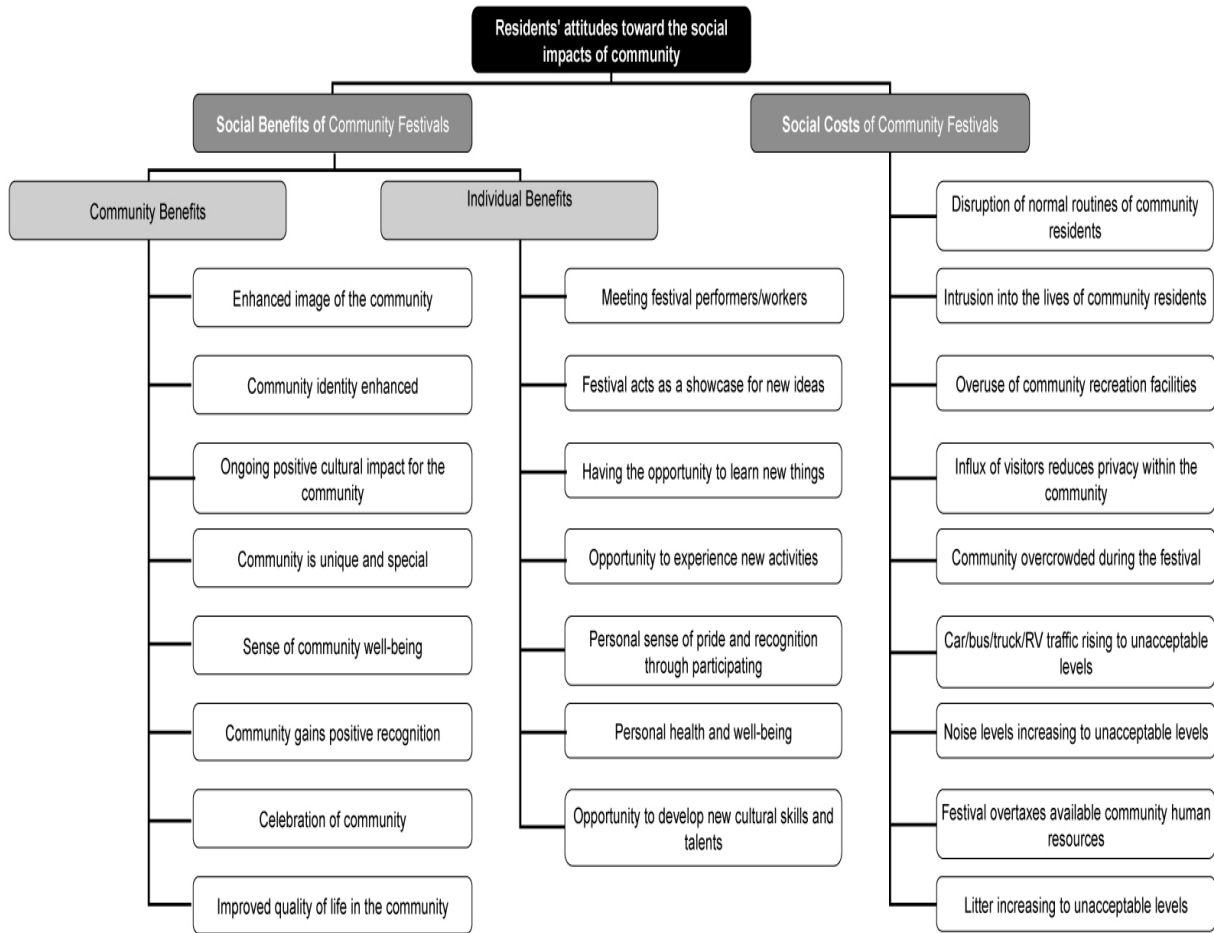 Residents' attitudes toward the social
impacts of community
Social Benefits of Community Festivals
Social Costs of Community Festivals
Community Benefits
Individual Benefits
Enhanced image of the community
Community identity enhanced
Ongoing positive cultural impact for the
community
Community is unique and special
Sense of community well-being
Community gains positive recognition
Celebration of community
Improved quality of life in the community
Meeting festival performers/workers
Festival acts as a showcase for new ideas
Having the opportunity to learn new things
Opportunity to experience new activities
Personal sense of pride and recognition
through participating
Personal health and well-being
Opportunity to develop new cultural skills and
talents
Disruption of normal routines of community
residents
Intrusion into the lives of community residents
Overuse of community recreation facilities
Influx of visitors reduces privacy within the
community
Community overcrowded during the festival
Car/bus/truck/RV traffic rising to unacceptable
levels
Noise levels increasing to unacceptable levels
Festival overtaxes available community human
resources
Litter increasing to unacceptable levels